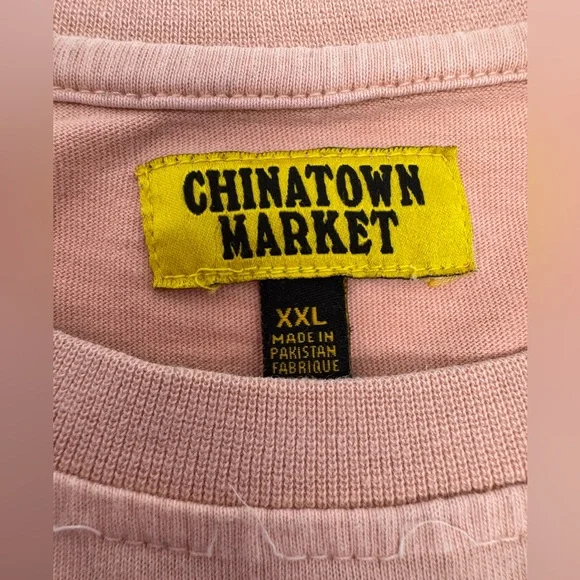 CHINATOWN
MARKET
XXL
MADE IN
PAKISTAN
FABRIQUE